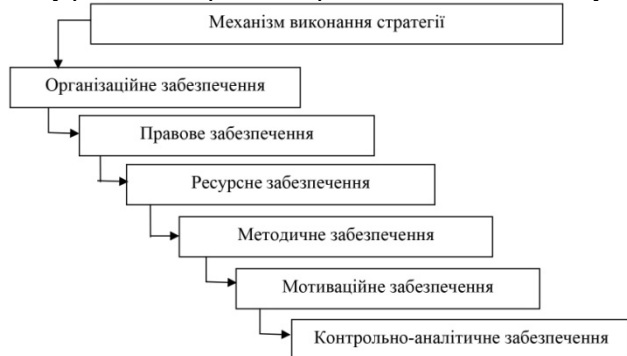 Механізм виконання стратегії
Організаційне забезпечення
Правове забезпечення
Ресурсне забезпечення
Методичне забезпечення
Мотиваційне забезпечення
Контрольно-аналітичне забезпечення